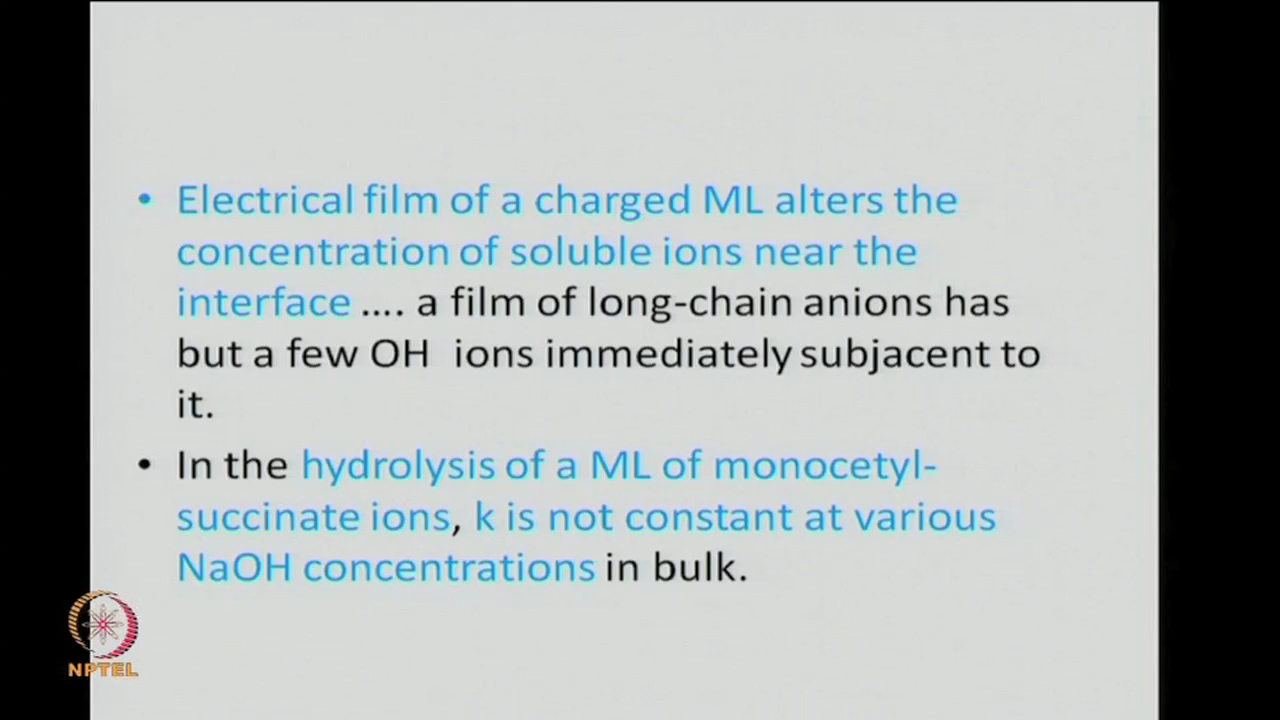 • Electrical film of a charged ML alters the
concentration of soluble ions near the
interface .... a film of long-chain anions has
but a few OH ions immediately subjacent to
it.
• In the hydrolysis of a ML of monocetyl-
succinate ions, k is not constant at various
NaOH concentrations in bulk.
NPTEL